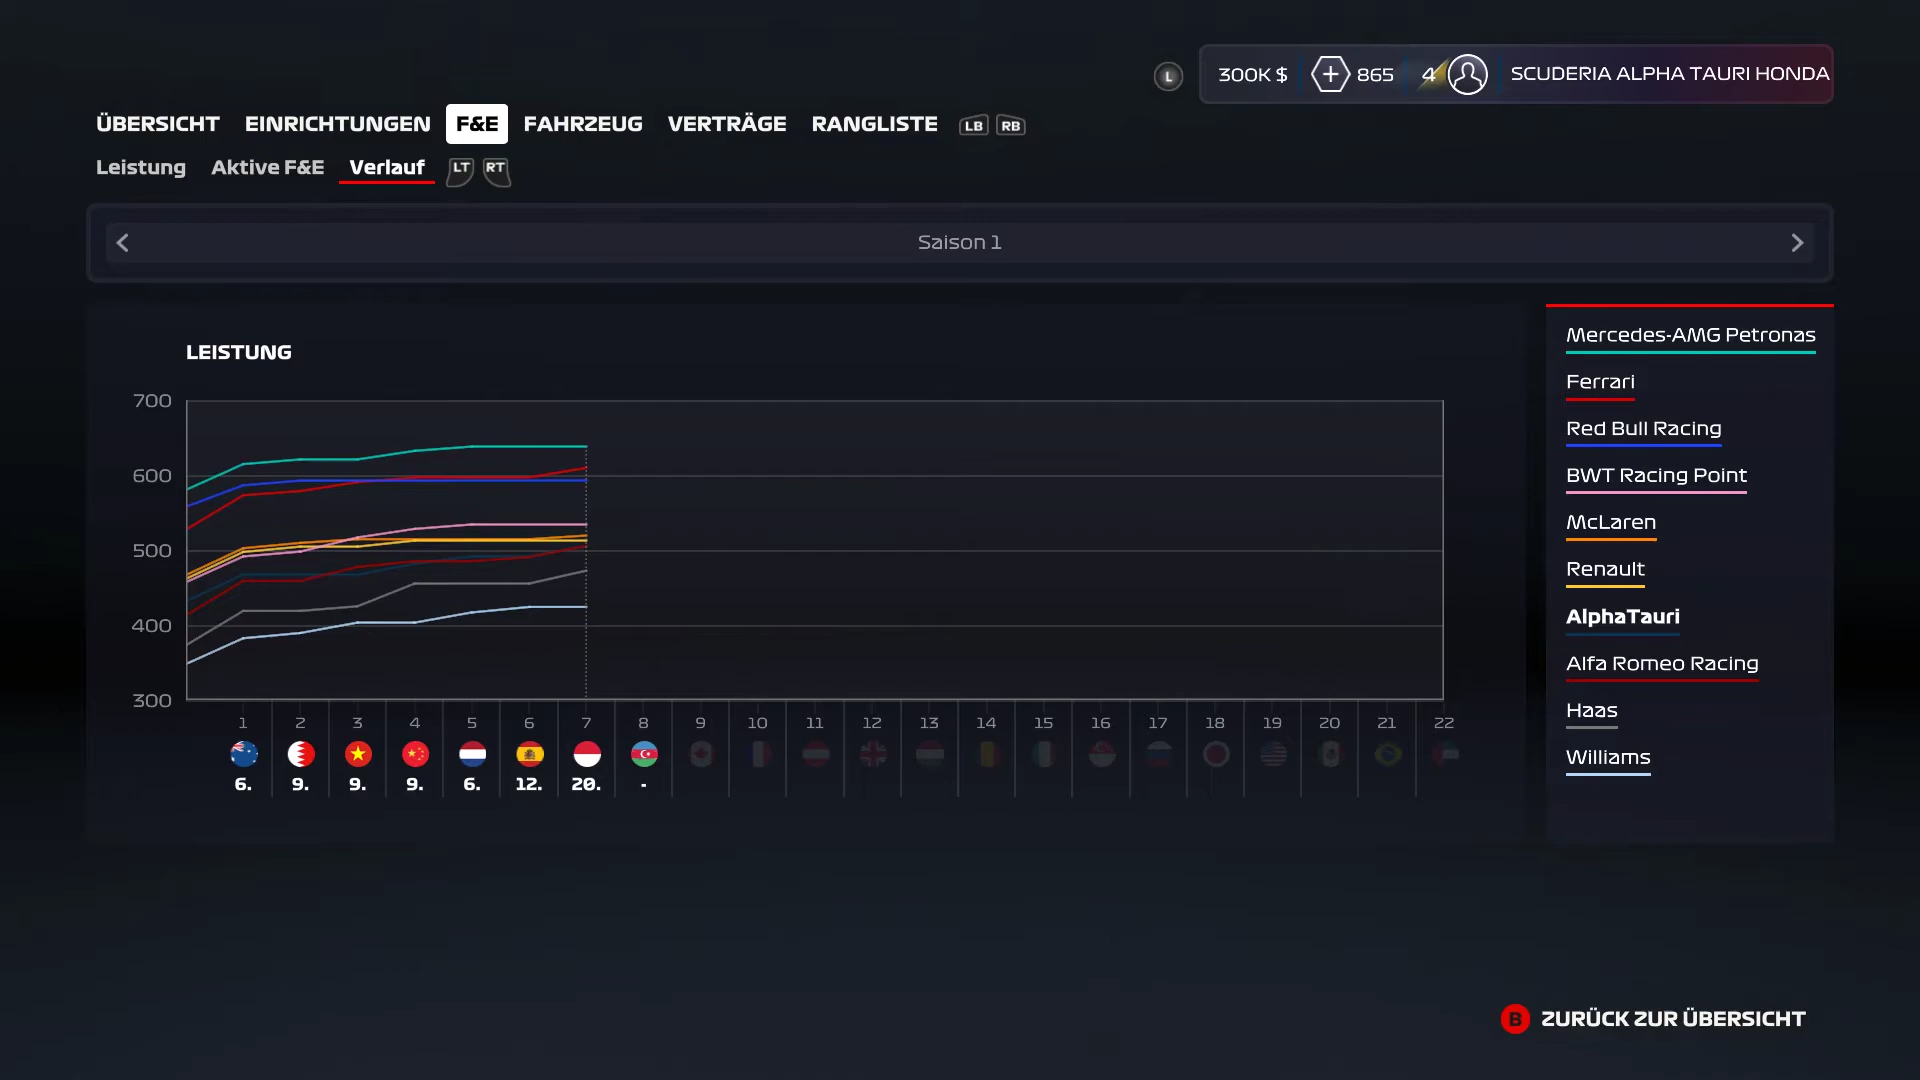 L 300K $ 865 4 SCUDERIA ALPHA TAURI HONDA
ÜBERSICHT EINRICHTUNGEN F&E FAHRZEUG VERTRÄGE RANGLISTE LB RB
Leistung Aktive F&E Verlauf LT RT
Saison 1
LEISTUNG
700
600
500
400
300
1 2 3 4 5 6 7 8 9 10 11 12 13 14 15 16 17 18 19 20 21 22
6. 9. 9. 9. 6. 12. 20. -
Mercedes-AMG Petronas
Ferrari
Red Bull Racing
BWT Racing Point
McLaren
Renault
AlphaTauri
Alfa Romeo Racing
Haas
Williams
B ZURÜCK ZUR ÜBERSICHT